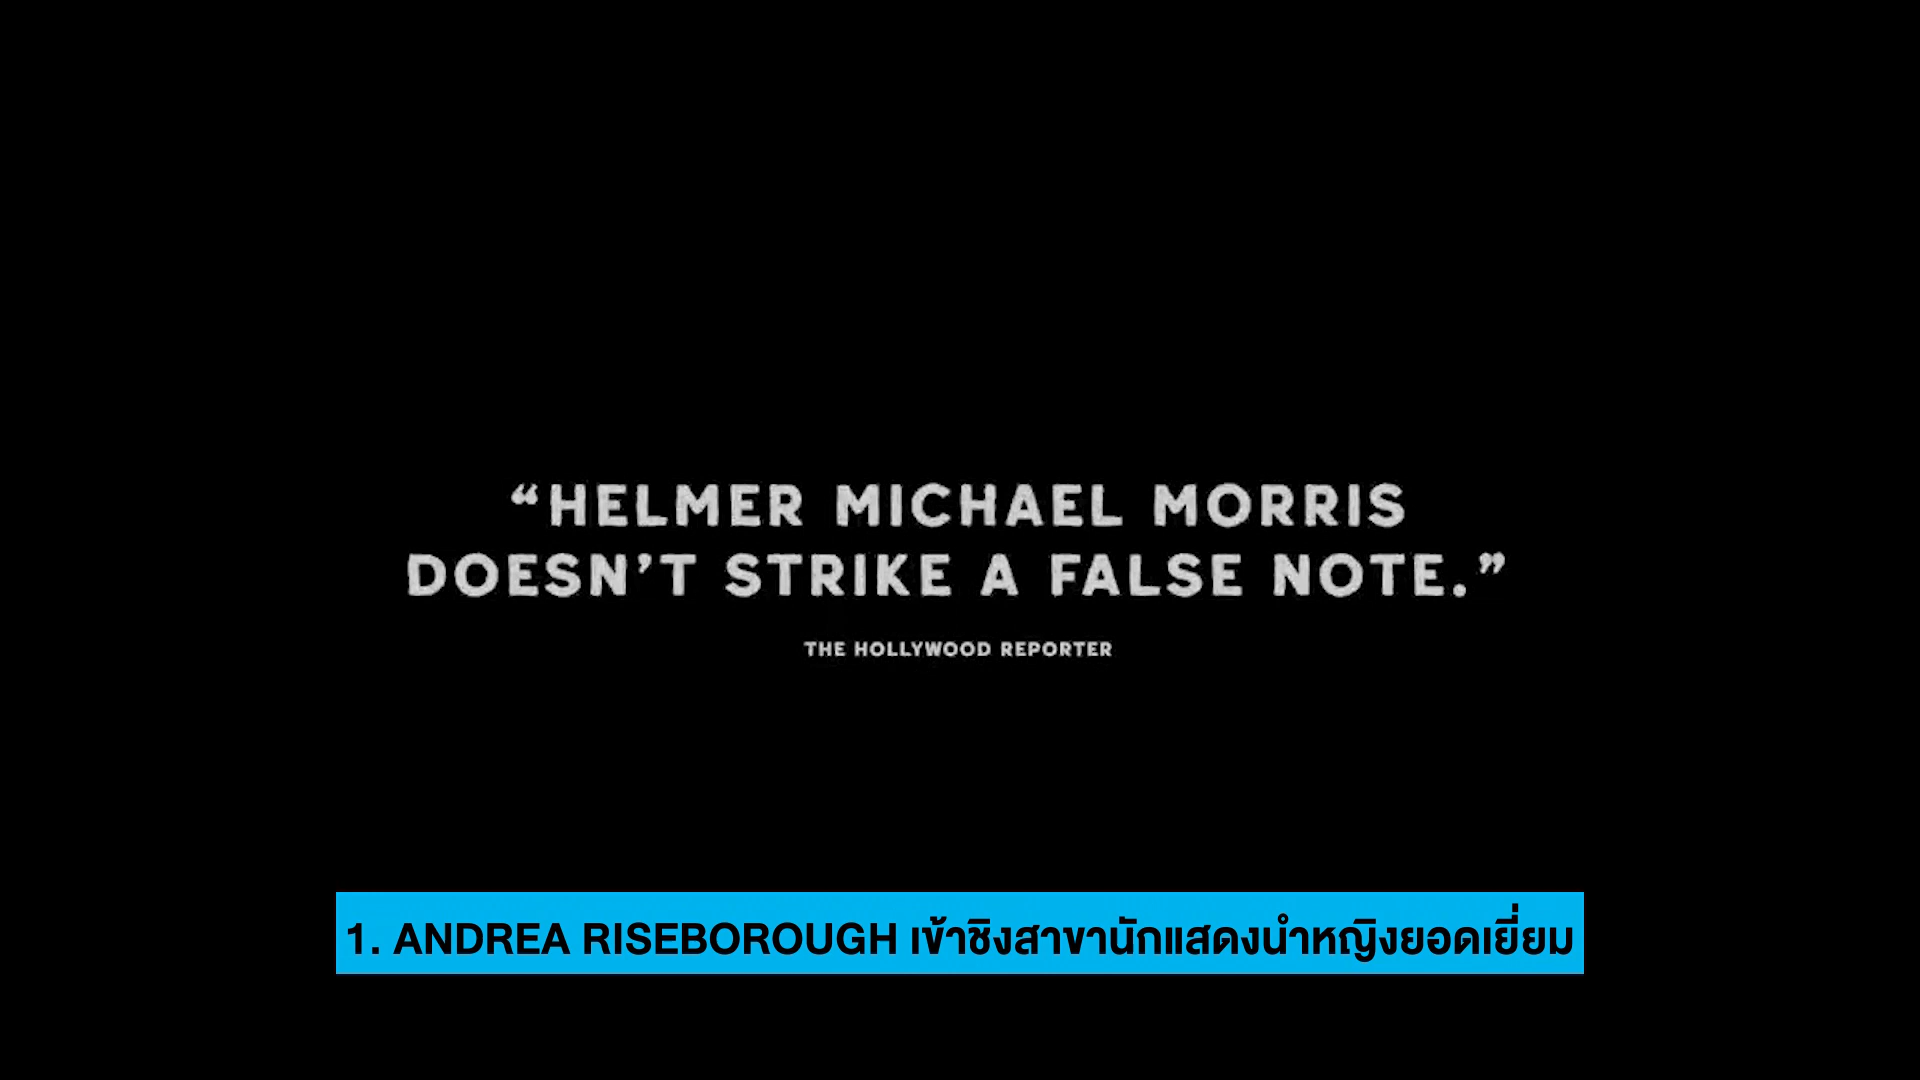 “HELMER MICHAEL MORRIS
DOESN’T STRIKE A FALSE NOTE.”
THE HOLLYWOOD REPORTER
1. ANDREA RISEBOROUGH เข้าชิงสาขานักแสดงนำหญิงยอดเยี่ยม